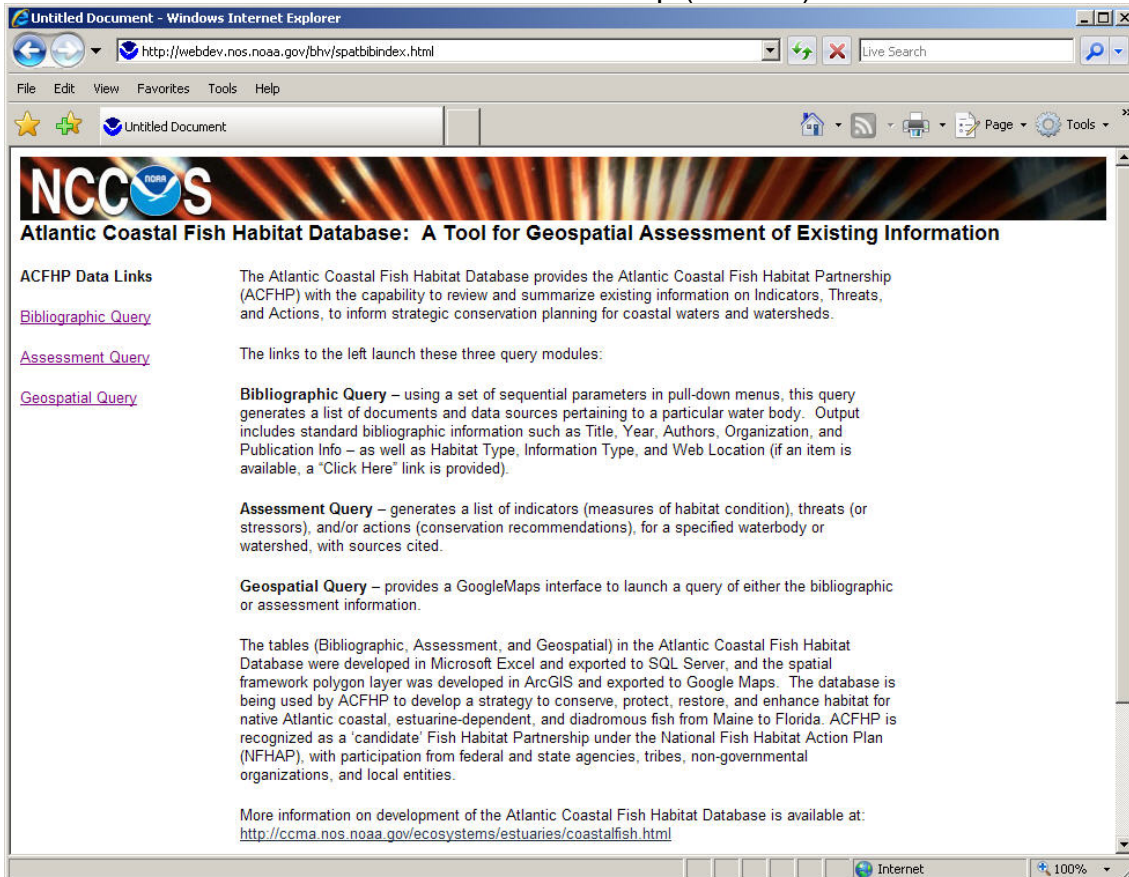 Untitled Document - Windows Internet Explorer
http://webdev.nos.noaa.gov/bhv/spatbibindex.html
Live Search
File Edit View Favorites Tools Help
Untitled Document
Page
Tools
»
NCCOS
NOAA
Atlantic Coastal Fish Habitat Database: A Tool for Geospatial Assessment of Existing Information
ACFHP Data Links
Bibliographic Query
Assessment Query
Geospatial Query
The Atlantic Coastal Fish Habitat Database provides the Atlantic Coastal Fish Habitat Partnership
(ACFHP) with the capability to review and summarize existing information on Indicators, Threats,
and Actions, to inform strategic conservation planning for coastal waters and watersheds.
The links to the left launch these three query modules:
Bibliographic Query – using a set of sequential parameters in pull-down menus, this query
generates a list of documents and data sources pertaining to a particular water body. Output
includes standard bibliographic information such as Title, Year, Authors, Organization, and
Publication Info – as well as Habitat Type, Information Type, and Web Location (if an item is
available, a “Click Here” link is provided).
Assessment Query – generates a list of indicators (measures of habitat condition), threats (or
stressors), and/or actions (conservation recommendations), for a specified waterbody or
watershed, with sources cited.
Geospatial Query – provides a GoogleMaps interface to launch a query of either the bibliographic
or assessment information.
The tables (Bibliographic, Assessment, and Geospatial) in the Atlantic Coastal Fish Habitat
Database were developed in Microsoft Excel and exported to SQL Server, and the spatial
framework polygon layer was developed in ArcGIS and exported to Google Maps. The database is
being used by ACFHP to develop a strategy to conserve, protect, restore, and enhance habitat for
native Atlantic coastal, estuarine-dependent, and diadromous fish from Maine to Florida. ACFHP is
recognized as a ‘candidate’ Fish Habitat Partnership under the National Fish Habitat Action Plan
(NFHAP), with participation from federal and state agencies, tribes, non-governmental
organizations, and local entities.
More information on development of the Atlantic Coastal Fish Habitat Database is available at:
http://ccma.nos.noaa.gov/ecosystems/estuaries/coastalfish.html
Internet
100%